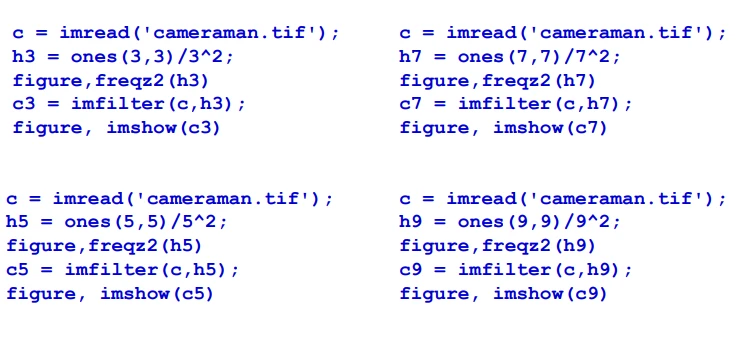 c = imread('cameraman.tif');
h3 = ones(3,3)/3^2;
figure,freqz2(h3)
c3 = imfilter(c,h3);
figure, imshow(c3)
c = imread('cameraman.tif');
h7 = ones(7,7)/7^2;
figure,freqz2(h7)
c7 = imfilter(c,h7);
figure, imshow(c7)
c = imread('cameraman.tif');
h5 = ones(5,5)/5^2;
figure,freqz2(h5)
c5 = imfilter(c,h5);
figure, imshow(c5)
c = imread('cameraman.tif');
h9 = ones(9,9)/9^2;
figure,freqz2(h9)
c9 = imfilter(c,h9);
figure, imshow(c9)